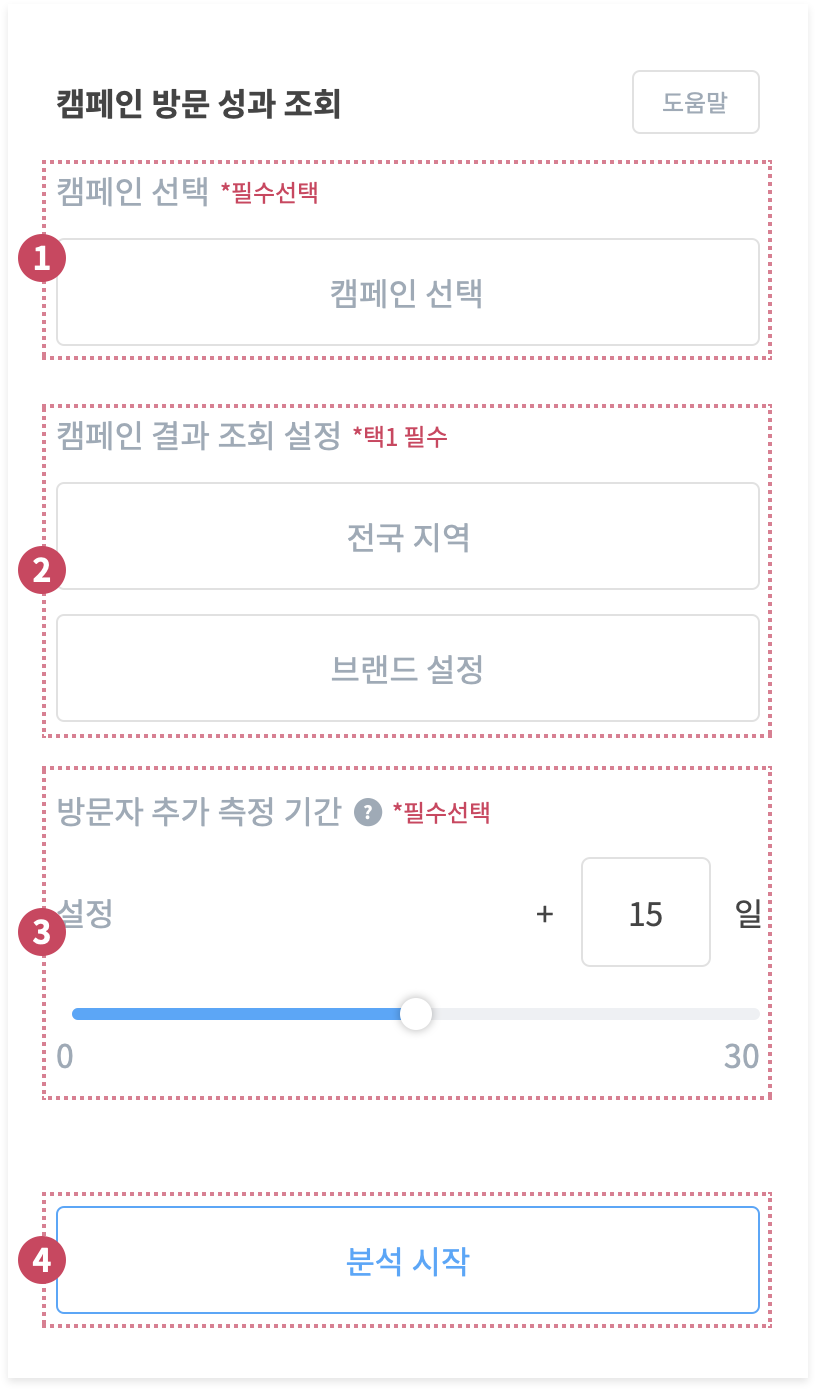 캠페인 방문 성과 조회
도움말
캠페인 선택 *필수선택
1
캠페인 선택
캠페인 결과 조회 설정 *택1 필수
전국 지역
2
브랜드 설정
방문자 추가 측정 기간 ? *필수선택
설정 + 15 일
3
0 30
4
분석 시작